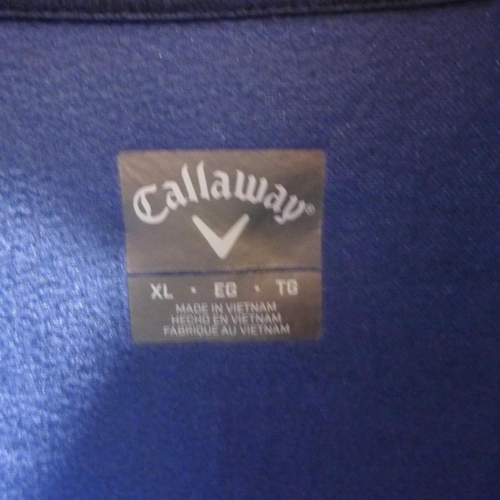 Callaway®
XL • EG • TG
MADE IN VIETNAM
HECHO EN VIETNAM
FABRIQUE AU VIETNAM